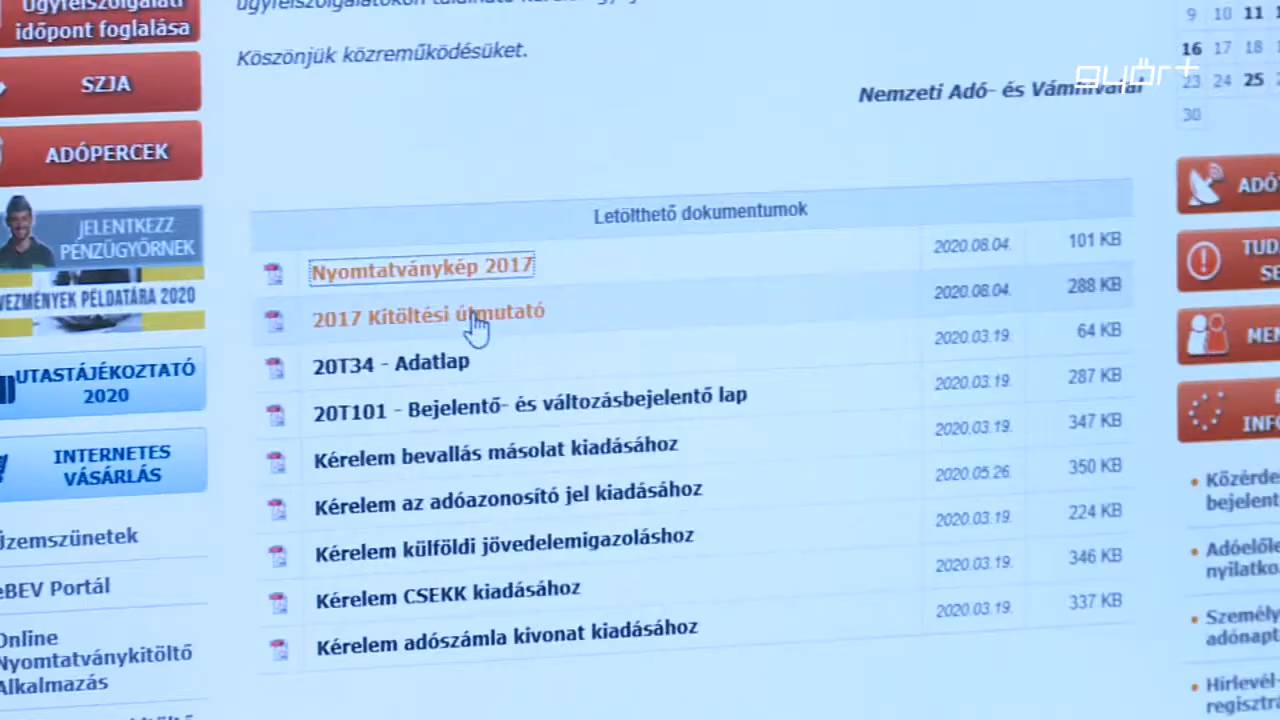 időpont foglalása
SZJA
ADÓPERCEK
JELENTKEZZ
PÉNZÜGYŐRNEK
PÉLDATÁRA 2020
UTASTÁJÉKOZTATÓ
2020
INTERNETES
VÁSÁRLÁS
Üzemszünetek
eBEV Portál
Online
Nyomtatványkitöltő
Alkalmazás
Köszönjük közreműködésüket.
Nemzeti Adó- és Vámhivatal
győr+
Letölthető dokumentumok
Nyomtatványkép 2017 2020.08.04. 101 KB
2017 Kitöltési útmutató 2020.08.04. 288 KB
20T34 - Adatlap 2020.03.19. 64 KB
20T101 - Bejelentő- és változásbejelentő lap 2020.03.19. 287 KB
Kérelem bevallás másolat kiadásához 2020.03.19. 347 KB
Kérelem az adóazonosító jel kiadásához 2020.05.26. 350 KB
Kérelem külföldi jövedelemigazoláshoz 2020.03.19. 224 KB
Kérelem CSEKK kiadásához 2020.03.19. 346 KB
Kérelem adószámla kivonat kiadásához 2020.03.19. 337 KB
9 10 11
16 17 18
23 24 25
30